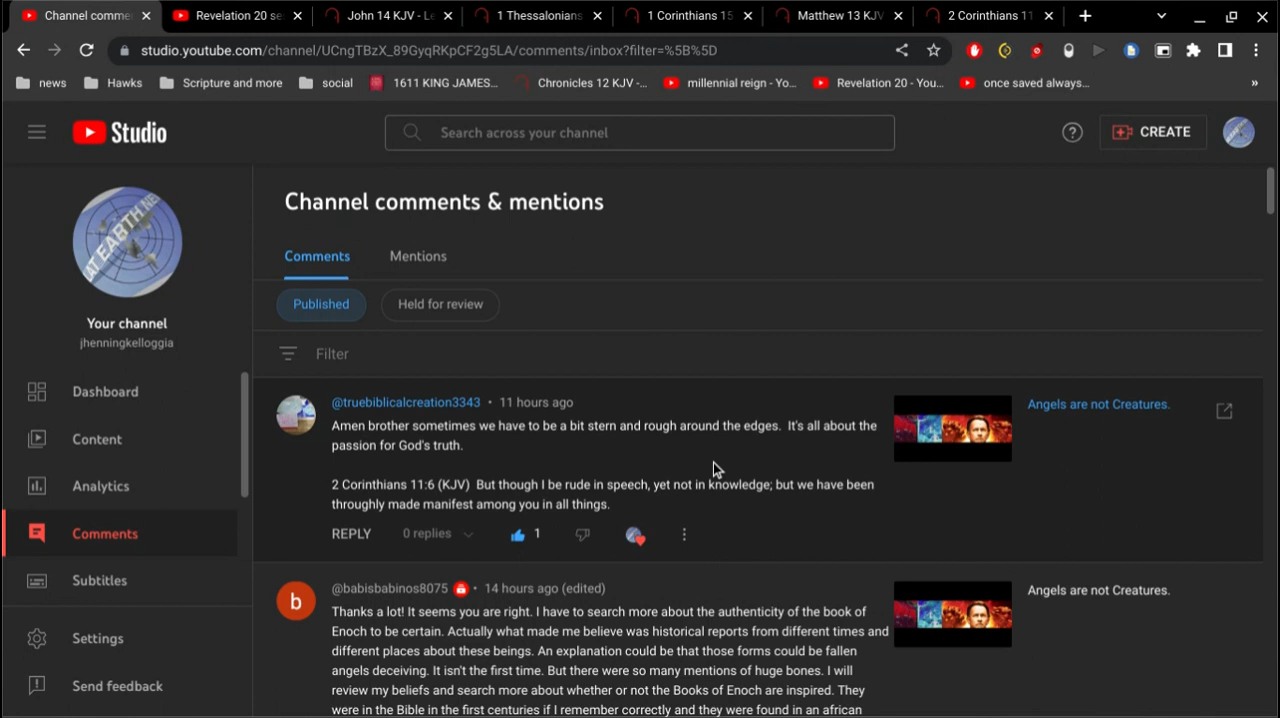 Channel comme
Revelation 20 se
John 14 KJV - Le
1 Thessalonians
1 Corinthians 15
Matthew 13 KJV
2 Corinthians 11
studio.youtube.com/channel/UCngTBzX_89GyqRKpCF2g5LA/comments/inbox?filter=%5B%5D
news
Hawks
Scripture and more
social
1611 KING JAMES...
Chronicles 12 KJV -...
millennial reign - Yo...
Revelation 20 - You...
once saved always...
»
Studio
Search across your channel
CREATE
AT EARTH NE
Your channel
jhenningkelloggia
Dashboard
Content
Analytics
Comments
Subtitles
Settings
Send feedback
Channel comments & mentions
Comments
Mentions
Published
Held for review
Filter
@truebiblicalcreation3343 • 11 hours ago
Amen brother sometimes we have to be a bit stern and rough around the edges. It's all about the
passion for God's truth.
2 Corinthians 11:6 (KJV) But though I be rude in speech, yet not in knowledge; but we have been
throughly made manifest among you in all things.
REPLY
0 replies
1
Angels are not Creatures.
b
@babisbabinos8075 • 14 hours ago (edited)
Thanks a lot! It seems you are right. I have to search more about the authenticity of the book of
Enoch to be certain. Actually what made me believe was historical reports from different times and
different places about these beings. An explanation could be that those forms could be fallen
angels deceiving. It isn't the first time. But there were so many mentions of huge bones. I will
review my beliefs and search more about whether or not the Books of Enoch are inspired. They
were in the Bible in the first centuries if I remember correctly and they were found in an african
Angels are not Creatures.